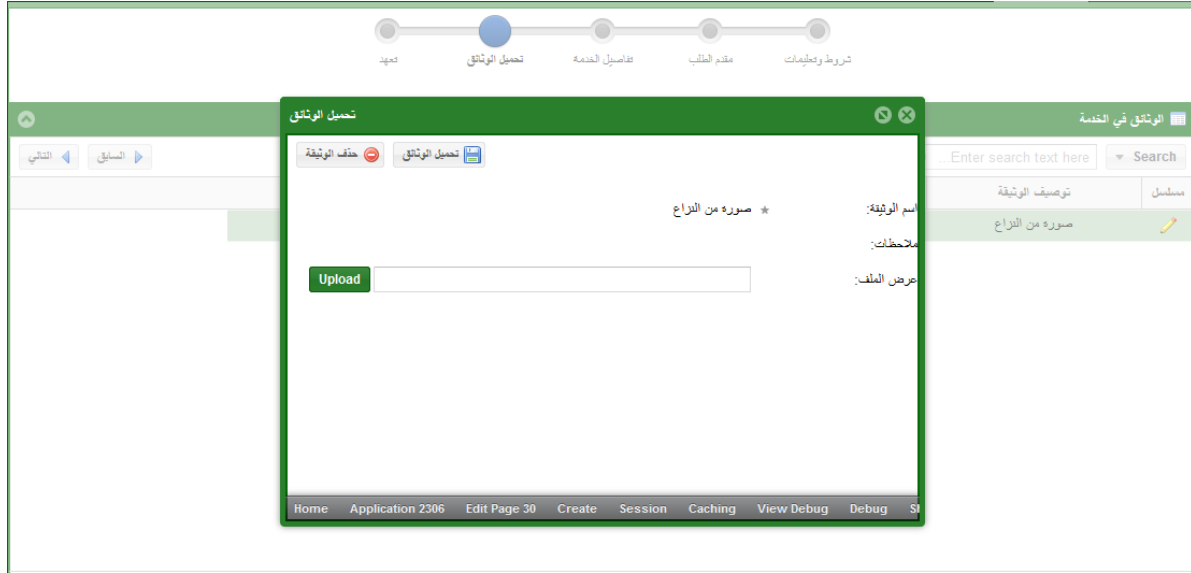 شروط وتعليمات
مقدم الطلب
تفاصيل الخدمة
تحميل الوثائق
تعهد
الوثائق في الخدمة
Search
Enter search text here...
السابق
التالي
مسلسل
توصيف الوثيقة
صورة من النزاع
تحميل الوثائق
تحميل الوثائق
حذف الوثيقة
اسم الوثيقة:
صورة من النزاع
ملاحظات:
عرض الملف:
Upload
Home Application 2306 Edit Page 30 Create Session Caching View Debug Debug